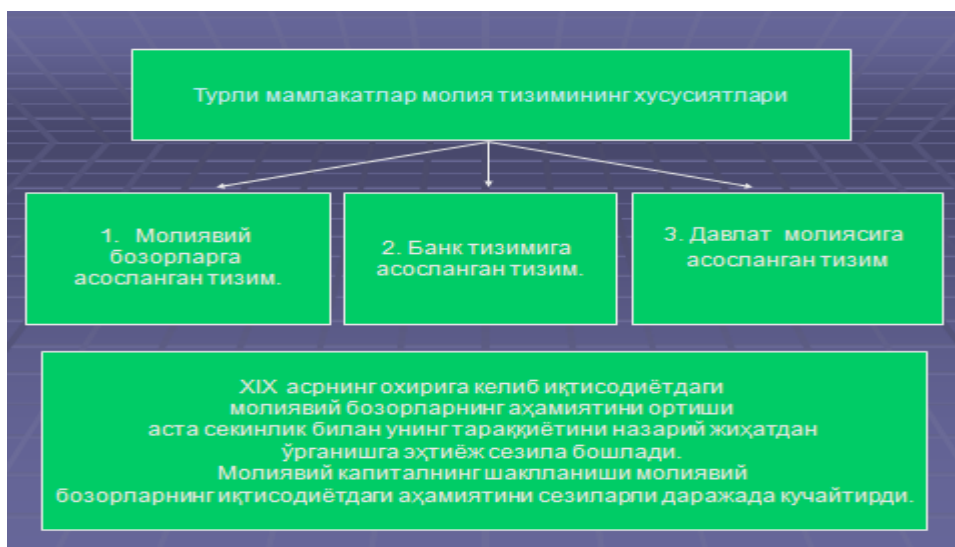 Турли мамлакатлар молия тизимининг хусусиятлари
1. Молиявий
бозорларга
асосланган тизим.
2. Банк тизимига
асосланган тизим.
3. Давлат молиясига
асосланган тизим
XIX асрнинг охирига келиб иқтисодиётдаги
молиявий бозорларнинг аҳамиятини ортиши
аста секинлик билан унинг тараққиётини назарий жиҳатдан
ўрганишга эҳтиёж сезила бошлади.
Молиявий капиталнинг шаклланиши молиявий
бозорларнинг иқтисодиётдаги аҳамиятини сезиларли даражада кучайтирди.